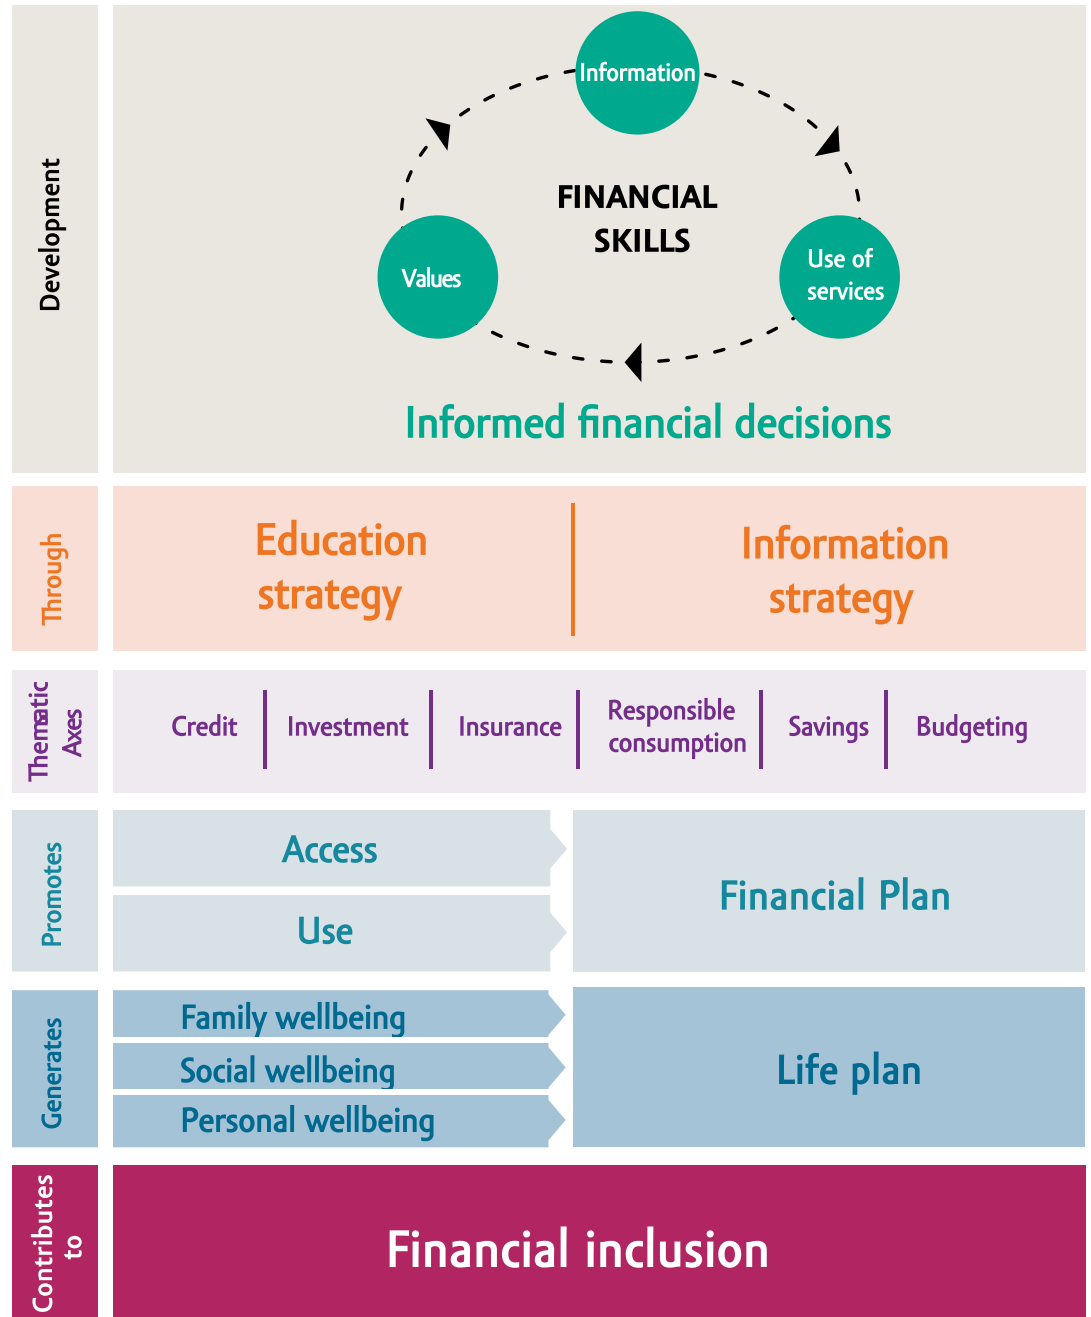 Development
Information
FINANCIAL
SKILLS
Values
Use of
services
Informed financial decisions
Through
Education
strategy
Information
strategy
Thematic
Axes
Credit
Investment
Insurance
Responsible
consumption
Savings
Budgeting
Promotes
Access
Use
Financial Plan
Generates
Family wellbeing
Social wellbeing
Personal wellbeing
Life plan
Contributes
to
Financial inclusion